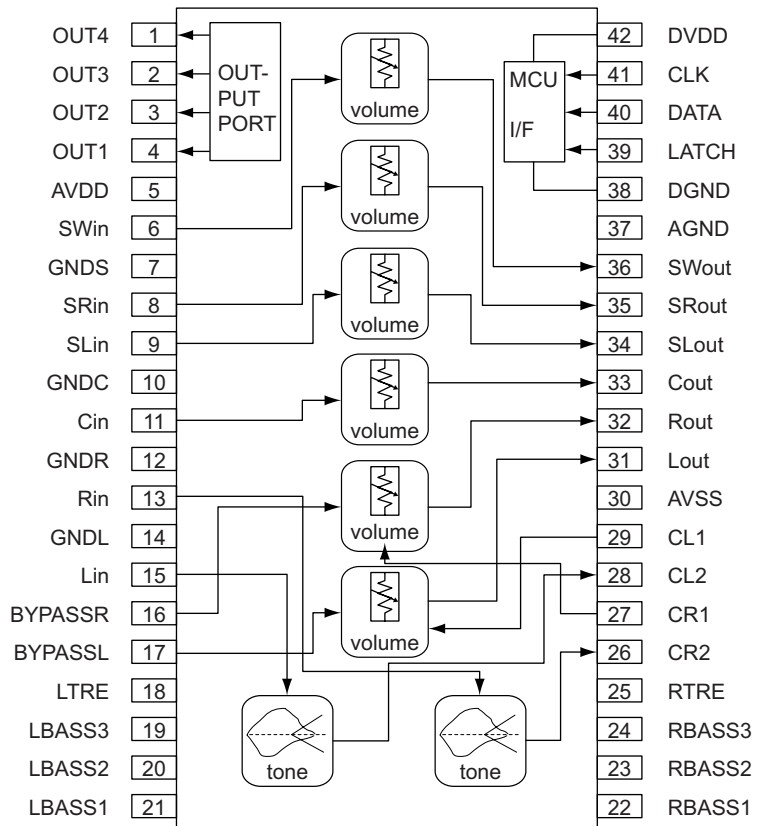 OUT4 1 42 DVDD
OUT3 2 41 CLK
OUT2 3 40 DATA
OUT1 4 39 LATCH
AVDD 5 38 DGND
SWin 6 37 AGND
GNDS 7 36 SWout
SRin 8 35 SRout
SLin 9 34 SLout
GNDC 10 33 Cout
Cin 11 32 Rout
GNDR 12 31 Lout
Rin 13 30 AVSS
GNDL 14 29 CL1
Lin 15 28 CL2
BYPASSR 16 27 CR1
BYPASSL 17 26 CR2
LTRE 18 25 RTRE
LBASS3 19 24 RBASS3
LBASS2 20 23 RBASS2
LBASS1 21 22 RBASS1
OUT-
PUT
PORT
MCU
I/F
volume
volume
volume
volume
volume
volume
tone
tone